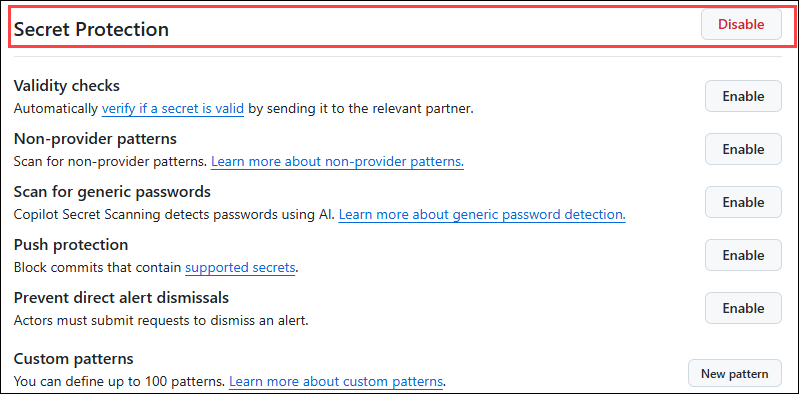 Secret Protection
Disable
Validity checks
Automatically verify if a secret is valid by sending it to the relevant partner.
Enable
Non-provider patterns
Scan for non-provider patterns. Learn more about non-provider patterns.
Enable
Scan for generic passwords
Copilot Secret Scanning detects passwords using AI. Learn more about generic password detection.
Enable
Push protection
Block commits that contain supported secrets.
Enable
Prevent direct alert dismissals
Actors must submit requests to dismiss an alert.
Enable
Custom patterns
You can define up to 100 patterns. Learn more about custom patterns.
New pattern